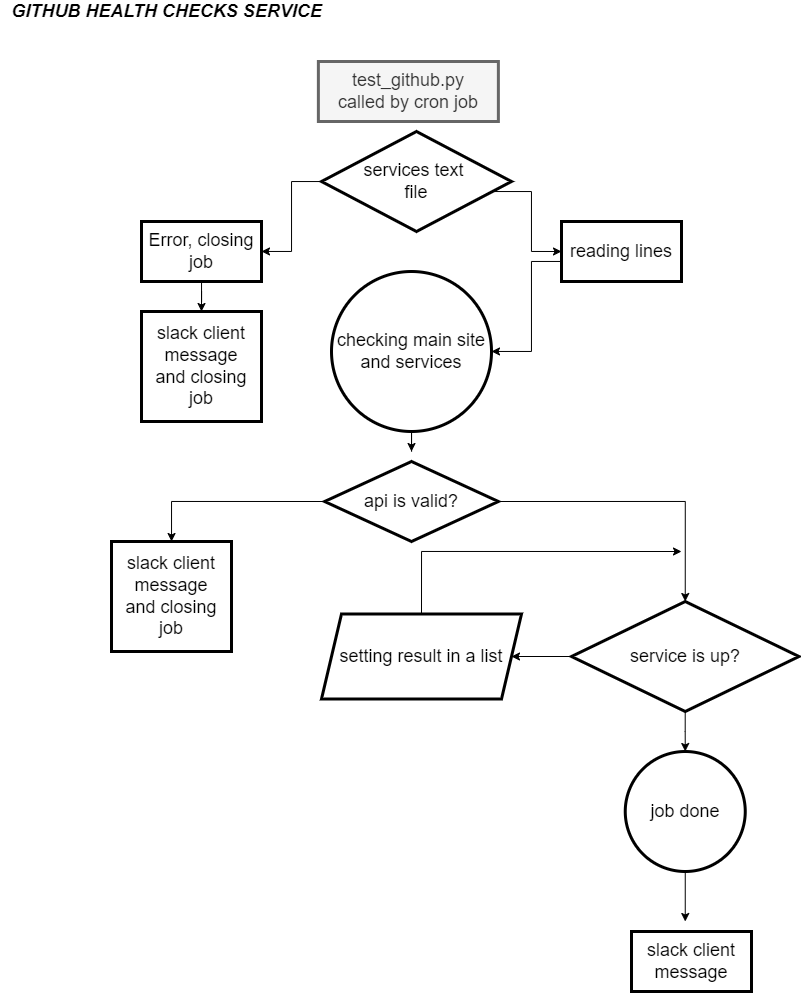 GITHUB HEALTH CHECKS SERVICE
test_github.py
called by cron job
services text
file
Error, closing
job
reading lines
slack client
message
and closing
job
checking main site
and services
api is valid?
slack client
message
and closing
job
setting result in a list
service is up?
job done
slack client
message